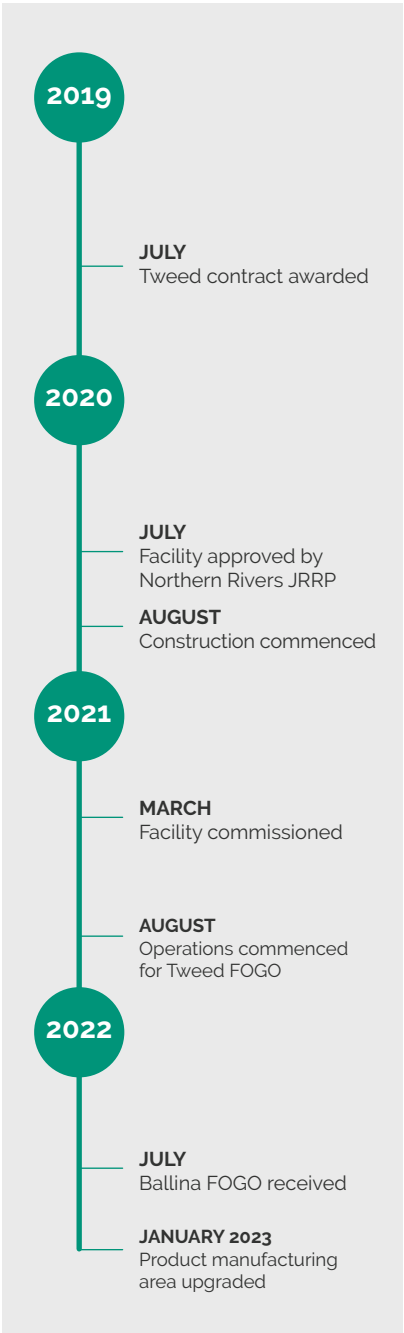 2019
JULY
Tweed contract awarded
2020
JULY
Facility approved by
Northern Rivers JRRP
AUGUST
Construction commenced
2021
MARCH
Facility commissioned
AUGUST
Operations commenced
for Tweed FOGO
2022
JULY
Ballina FOGO received
JANUARY 2023
Product manufacturing
area upgraded